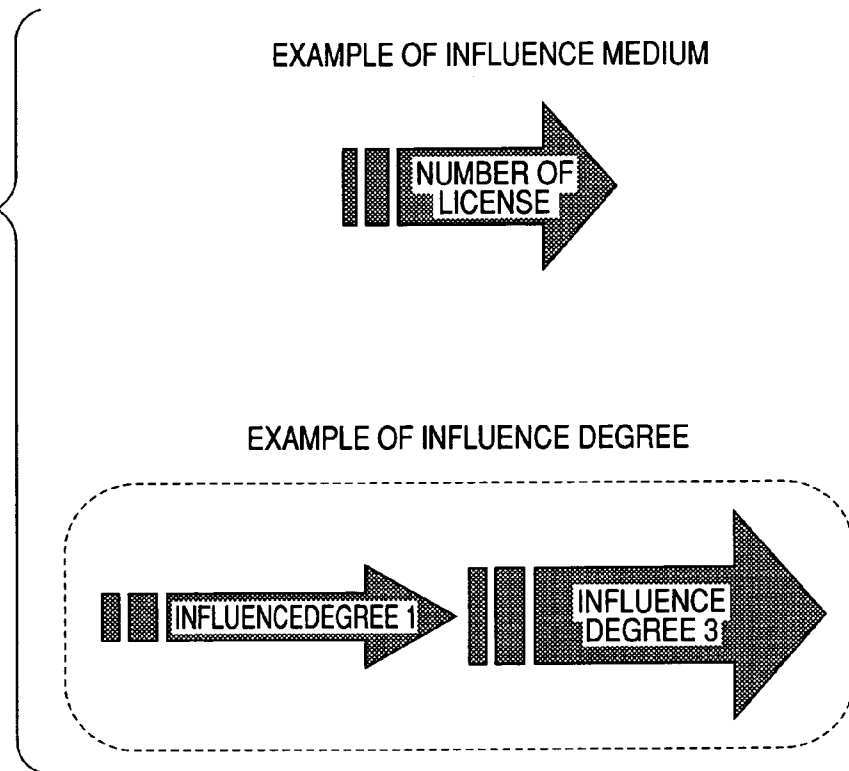 EXAMPLE OF INFLUENCE MEDIUM
NUMBER OF
LICENSE
EXAMPLE OF INFLUENCE DEGREE
INFLUENCEDEGREE 1
INFLUENCE
DEGREE 3